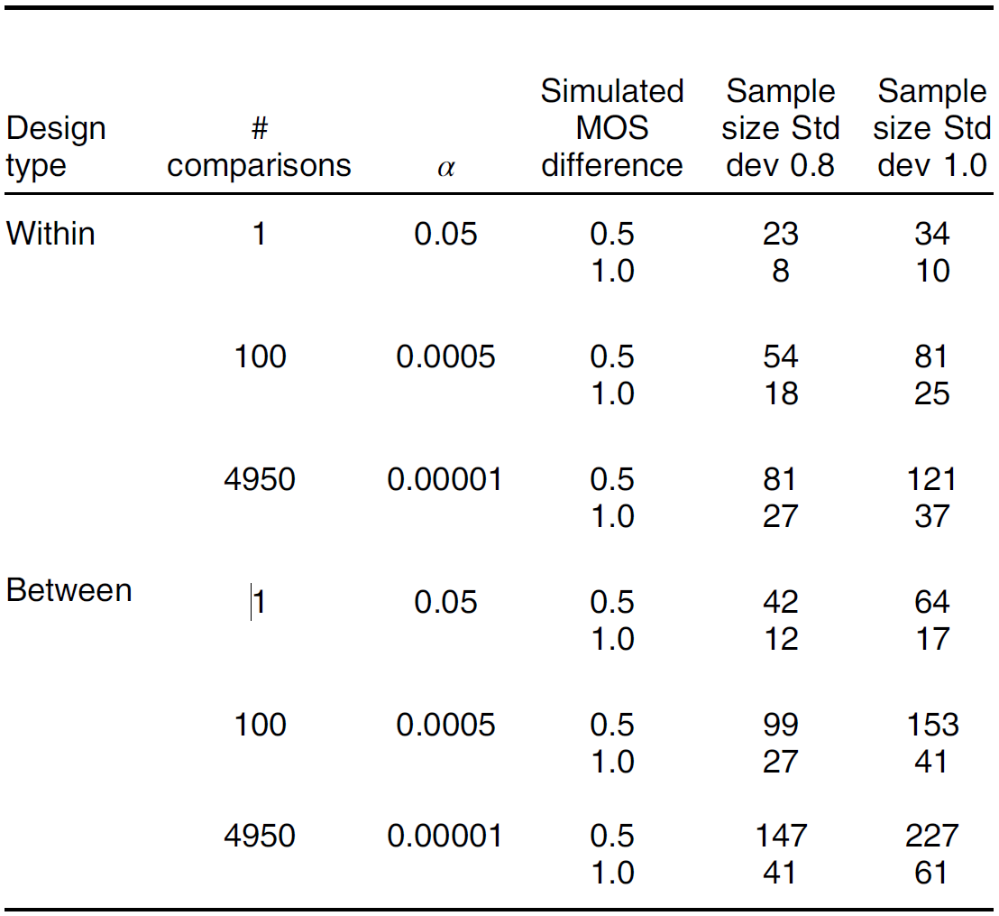 Design type # comparisons α Simulated MOS difference Sample size Std dev 0.8 Sample size Std dev 1.0
Within 1 0.05 0.5 23 34
1.0 8 10
100 0.0005 0.5 54 81
1.0 18 25
4950 0.00001 0.5 81 121
1.0 27 37
Between 1 0.05 0.5 42 64
1.0 12 17
100 0.0005 0.5 99 153
1.0 27 41
4950 0.00001 0.5 147 227
1.0 41 61